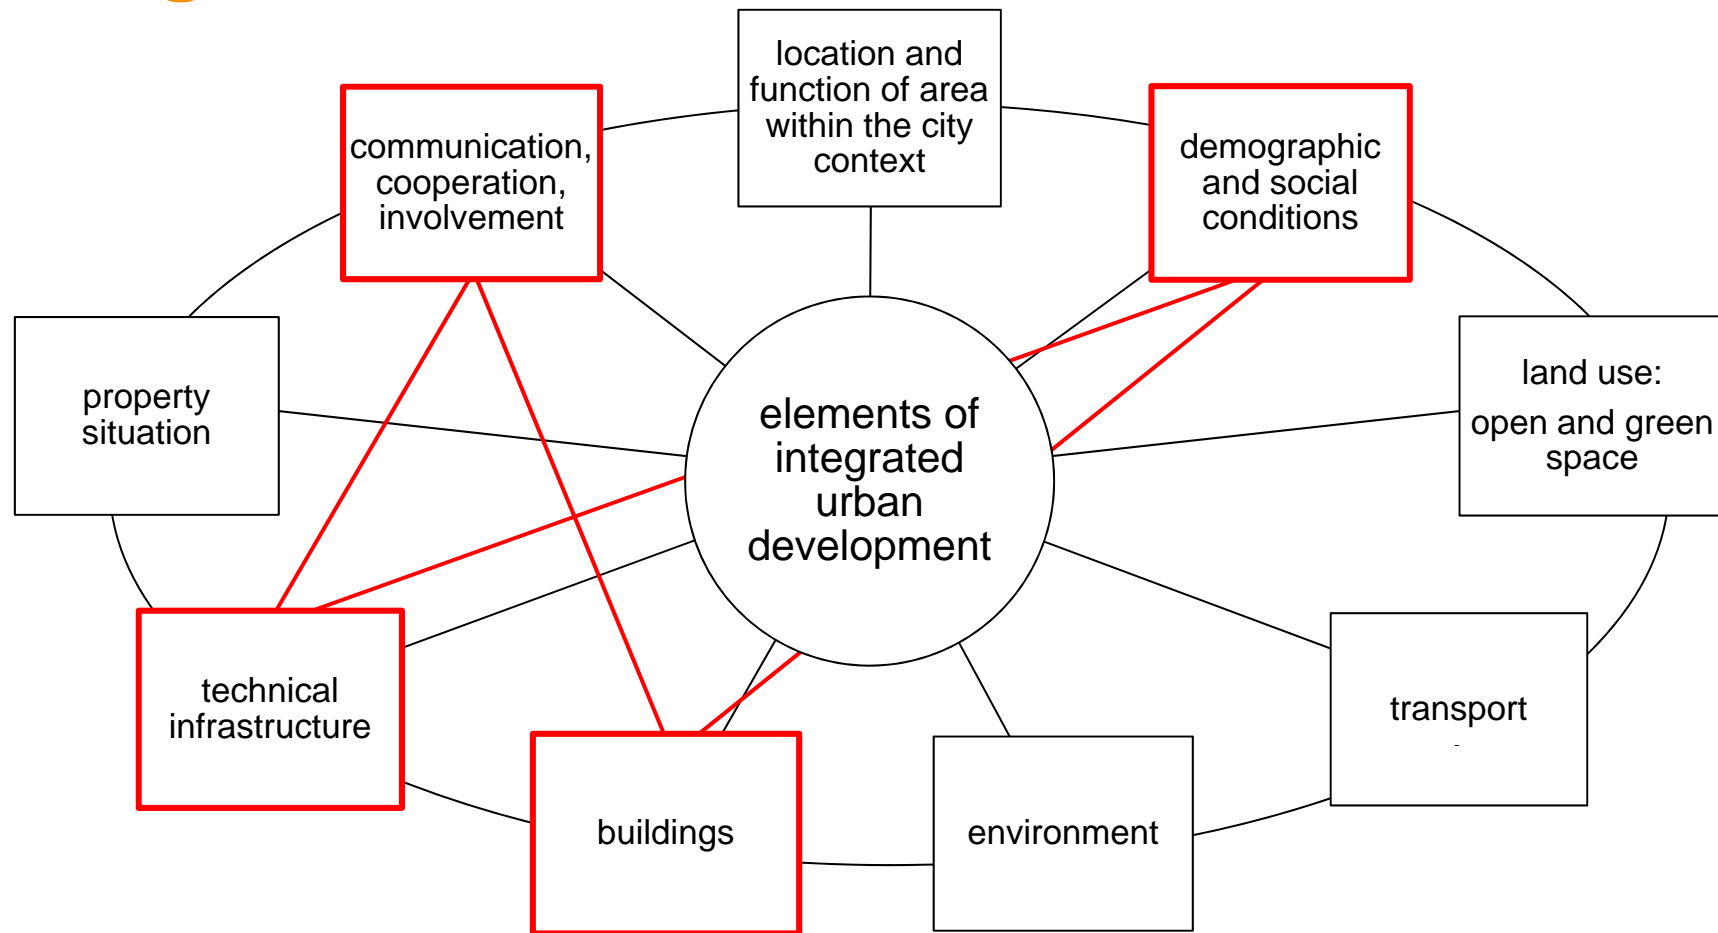 location and
function of area
within the city
context
communication,
cooperation,
involvement
demographic
and social
conditions
property
situation
land use:
open and green
space
elements of
integrated
urban
development
technical
infrastructure
transport
buildings
environment